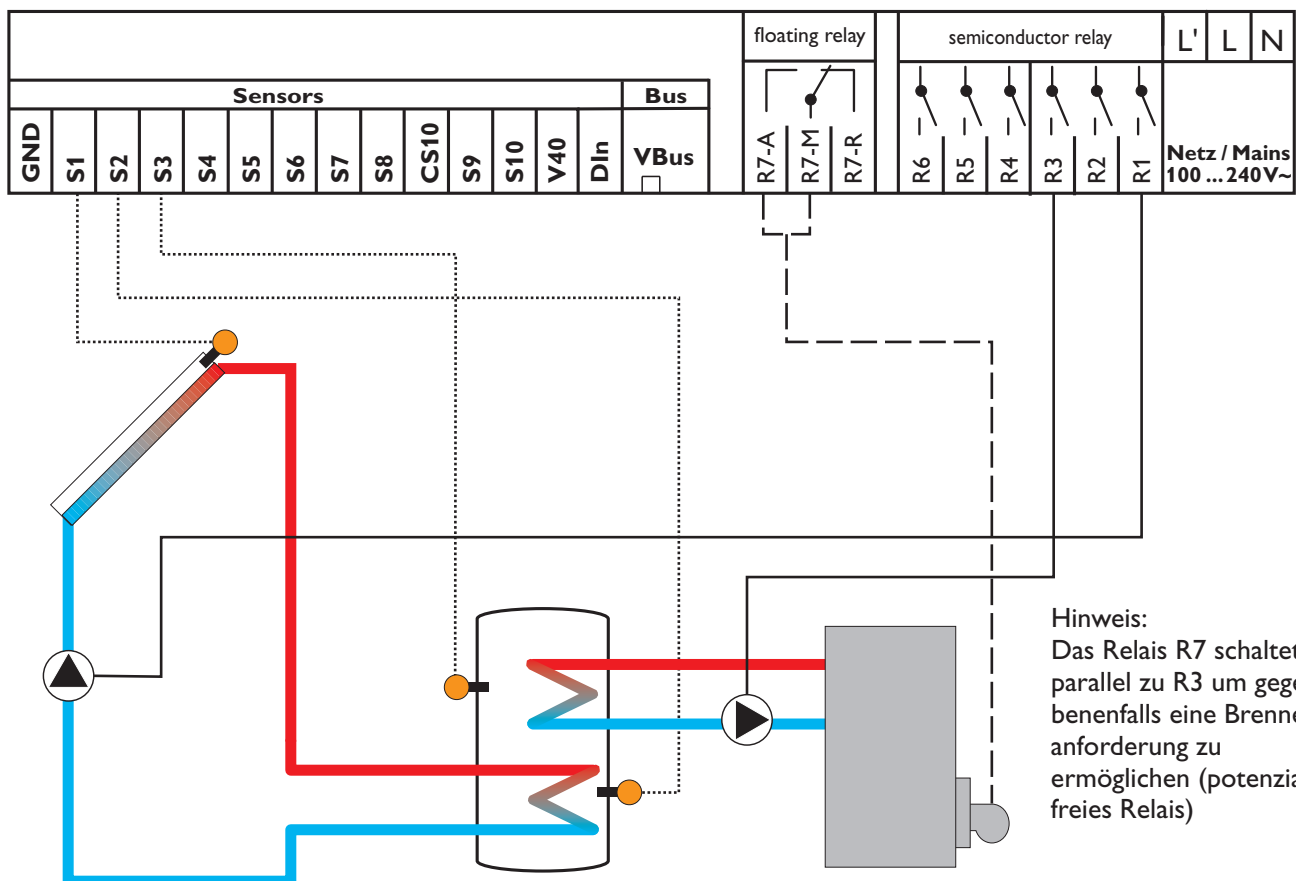 floating relay
semiconductor relay
L' L N
Sensors
Bus
GND
S1
S2
S3
S4
S5
S6
S7
S8
CS10
S9
S10
V40
DIn
VBus
R7-A
R7-M
R7-R
R6
R5
R4
R3
R2
R1
Netz / Mains
100 ... 240V~
Hinweis:
Das Relais R7 schaltet
parallel zu R3 um gege
benenfalls eine Brenne
anforderung zu
ermöglichen (potenzia
freies Relais)